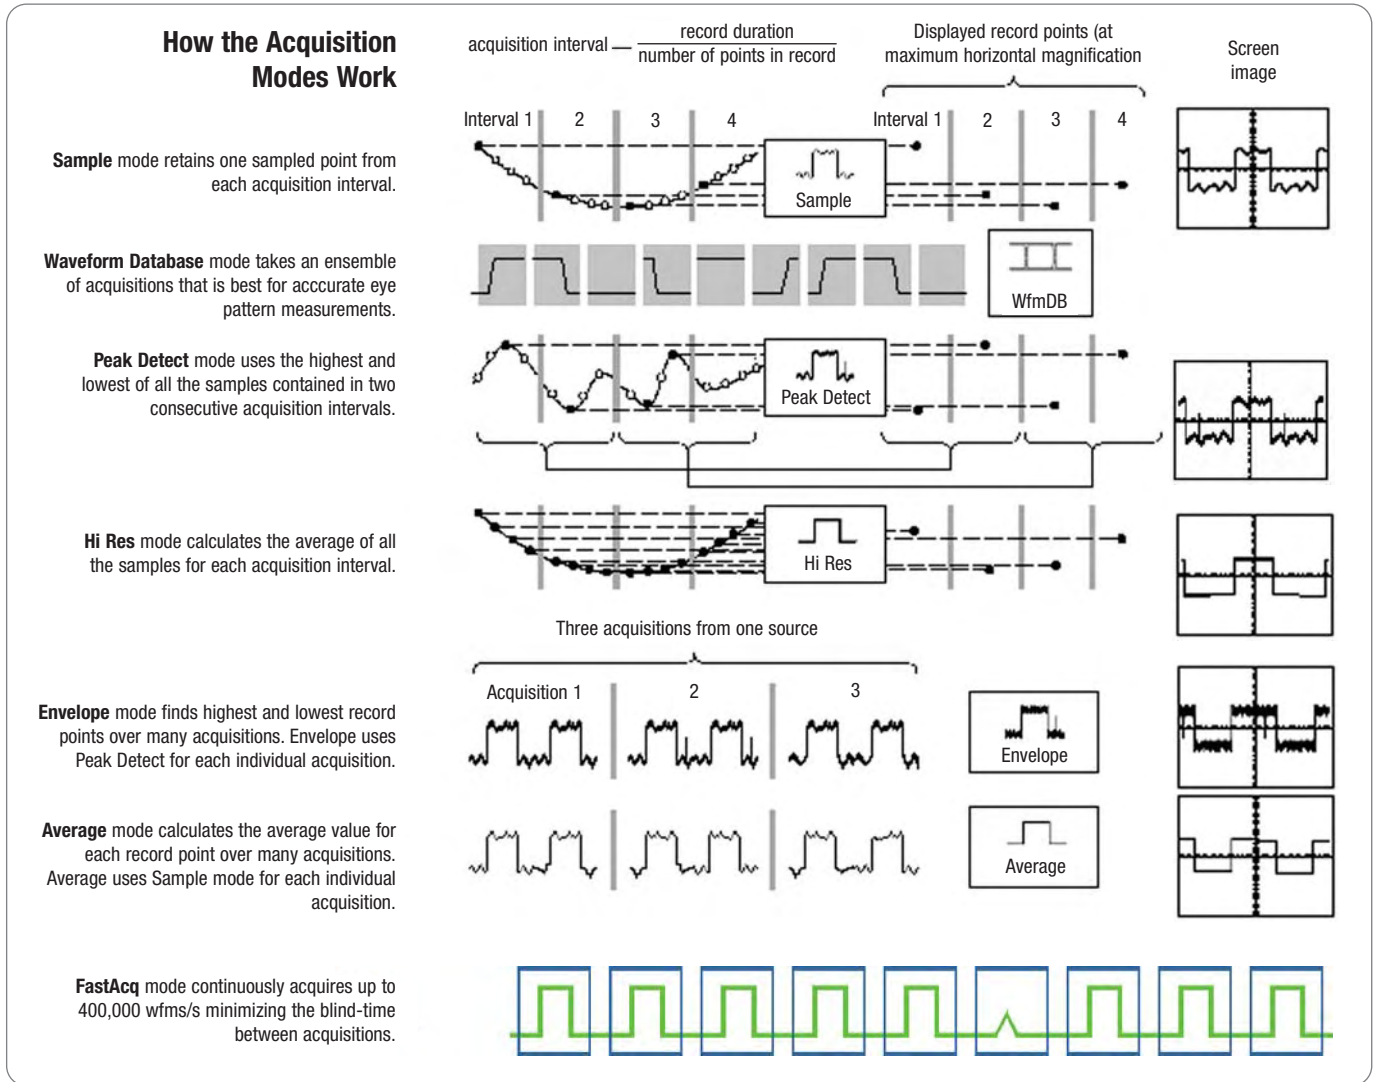 How the Acquisition
Modes Work
acquisition interval — record duration
number of points in record
Displayed record points (at
maximum horizontal magnification
Screen
image
Interval 1 2 3 4
Interval 1 2 3 4
Sample mode retains one sampled point from
each acquisition interval.
Sample
Waveform Database mode takes an ensemble
of acquisitions that is best for acccurate eye
pattern measurements.
WfmDB
Peak Detect mode uses the highest and
lowest of all the samples contained in two
consecutive acquisition intervals.
Peak Detect
Hi Res mode calculates the average of all
the samples for each acquisition interval.
Hi Res
Three acquisitions from one source
Acquisition 1 2 3
Envelope mode finds highest and lowest record
points over many acquisitions. Envelope uses
Peak Detect for each individual acquisition.
Envelope
Average mode calculates the average value for
each record point over many acquisitions.
Average uses Sample mode for each individual
acquisition.
Average
FastAcq mode continuously acquires up to
400,000 wfms/s minimizing the blind-time
between acquisitions.